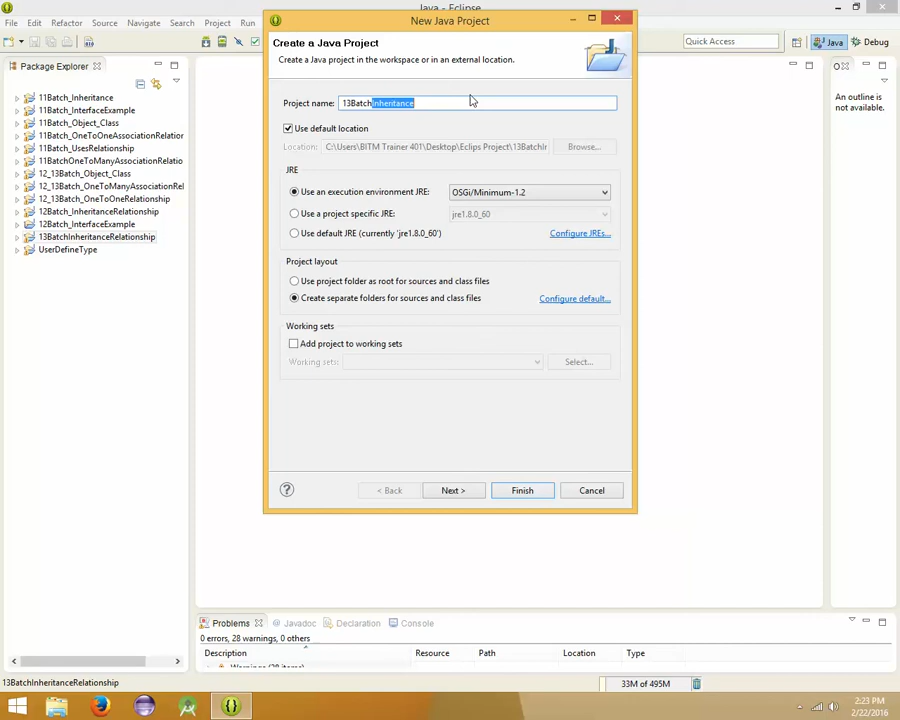 Java - Eclipse
New Java Project
File Edit Refactor Source Navigate Search Project Run
Quick Access
Java
Debug
Package Explorer
11Batch_Inheritance
11Batch_InterfaceExample
11Batch_Object_Class
11Batch_OneToOneAssociationRelation
11Batch_UsesRelationship
11BatchOneToManyAssociationRelatio
12_13Batch_Object_Class
12_13Batch_OneToManyAssociationRel
12_13Batch_OneToOneRelationship
12Batch_InheritanceRelationship
12Batch_InterfaceExample
13BatchInheritanceRelationship
UserDefineType
Create a Java Project
Create a Java project in the workspace or in an external location.
Project name: 13BatchInheritance
Use default location
Location: C:\Users\BITM Trainer 401\Desktop\Eclips Project\13BatchIr Browse...
JRE
Use an execution environment JRE: OSGi/Minimum-1.2
Use a project specific JRE: jre1.8.0_60
Use default JRE (currently 'jre1.8.0_60') Configure JREs...
Project layout
Use project folder as root for sources and class files
Create separate folders for sources and class files Configure default...
Working sets
Add project to working sets
Working sets: Select...
< Back Next > Finish Cancel
An outline is
not available.
Problems Javadoc Declaration Console
0 errors, 28 warnings, 0 others
Description Resource Path Location Type
Warnings (28 items)
13BatchInheritanceRelationship
33M of 495M
2:23 PM
2/22/2016